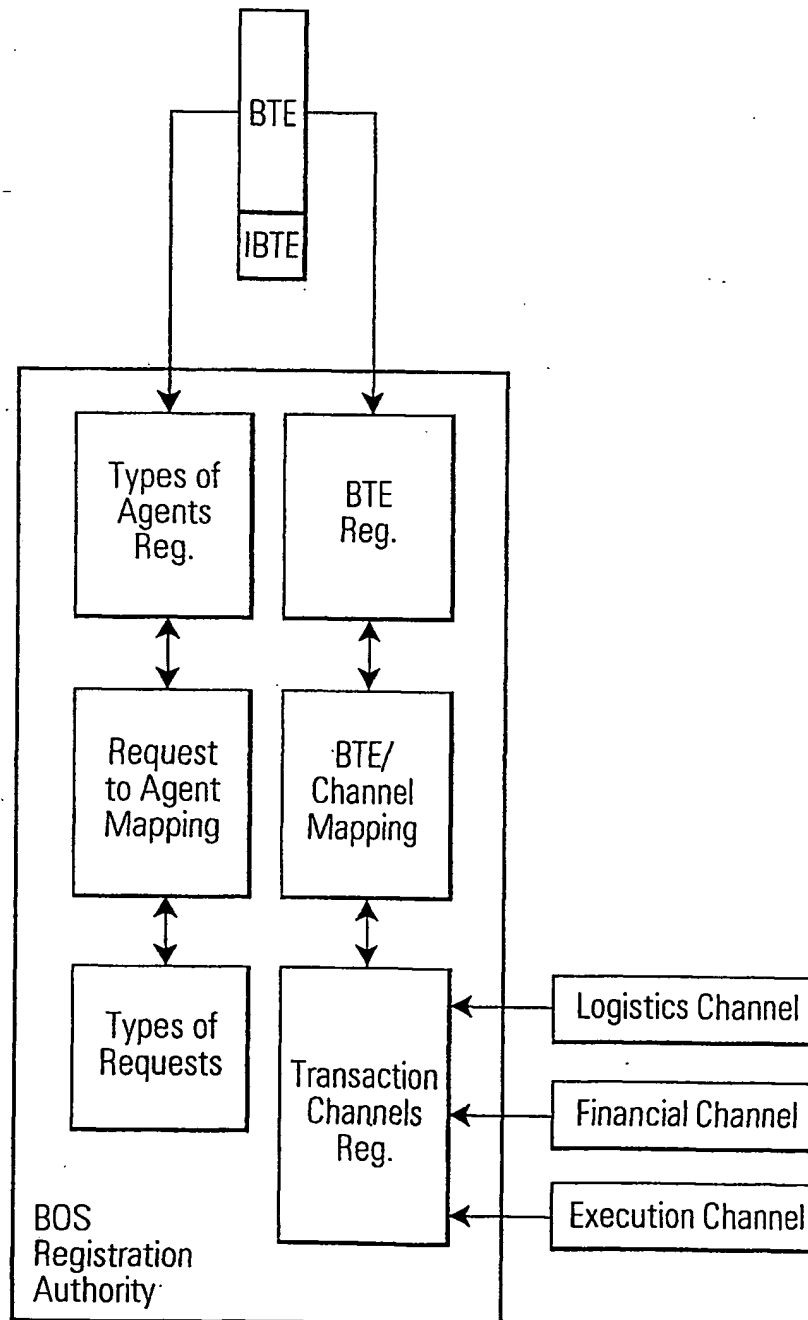 BTE
IBTE
Types of
Agents
Reg.
BTE
Reg.
Request
to Agent
Mapping
BTE/
Channel
Mapping
Types of
Requests
Transaction
Channels
Reg.
Logistics Channel
Financial Channel
Execution Channel
BOS
Registration
Authority